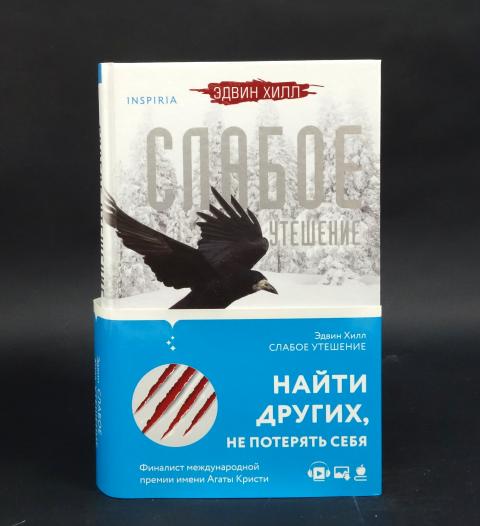 INSPIRIA
ЭДВИН ХИЛЛ
СЛАБОЕ
УТЕШЕНИЕ
Эдвин Хилл
СЛАБОЕ УТЕШЕНИЕ
НАЙТИ
ДРУГИХ,
НЕ ПОТЕРЯТЬ СЕБЯ
Финалист международной
премии имени Агаты Кристи